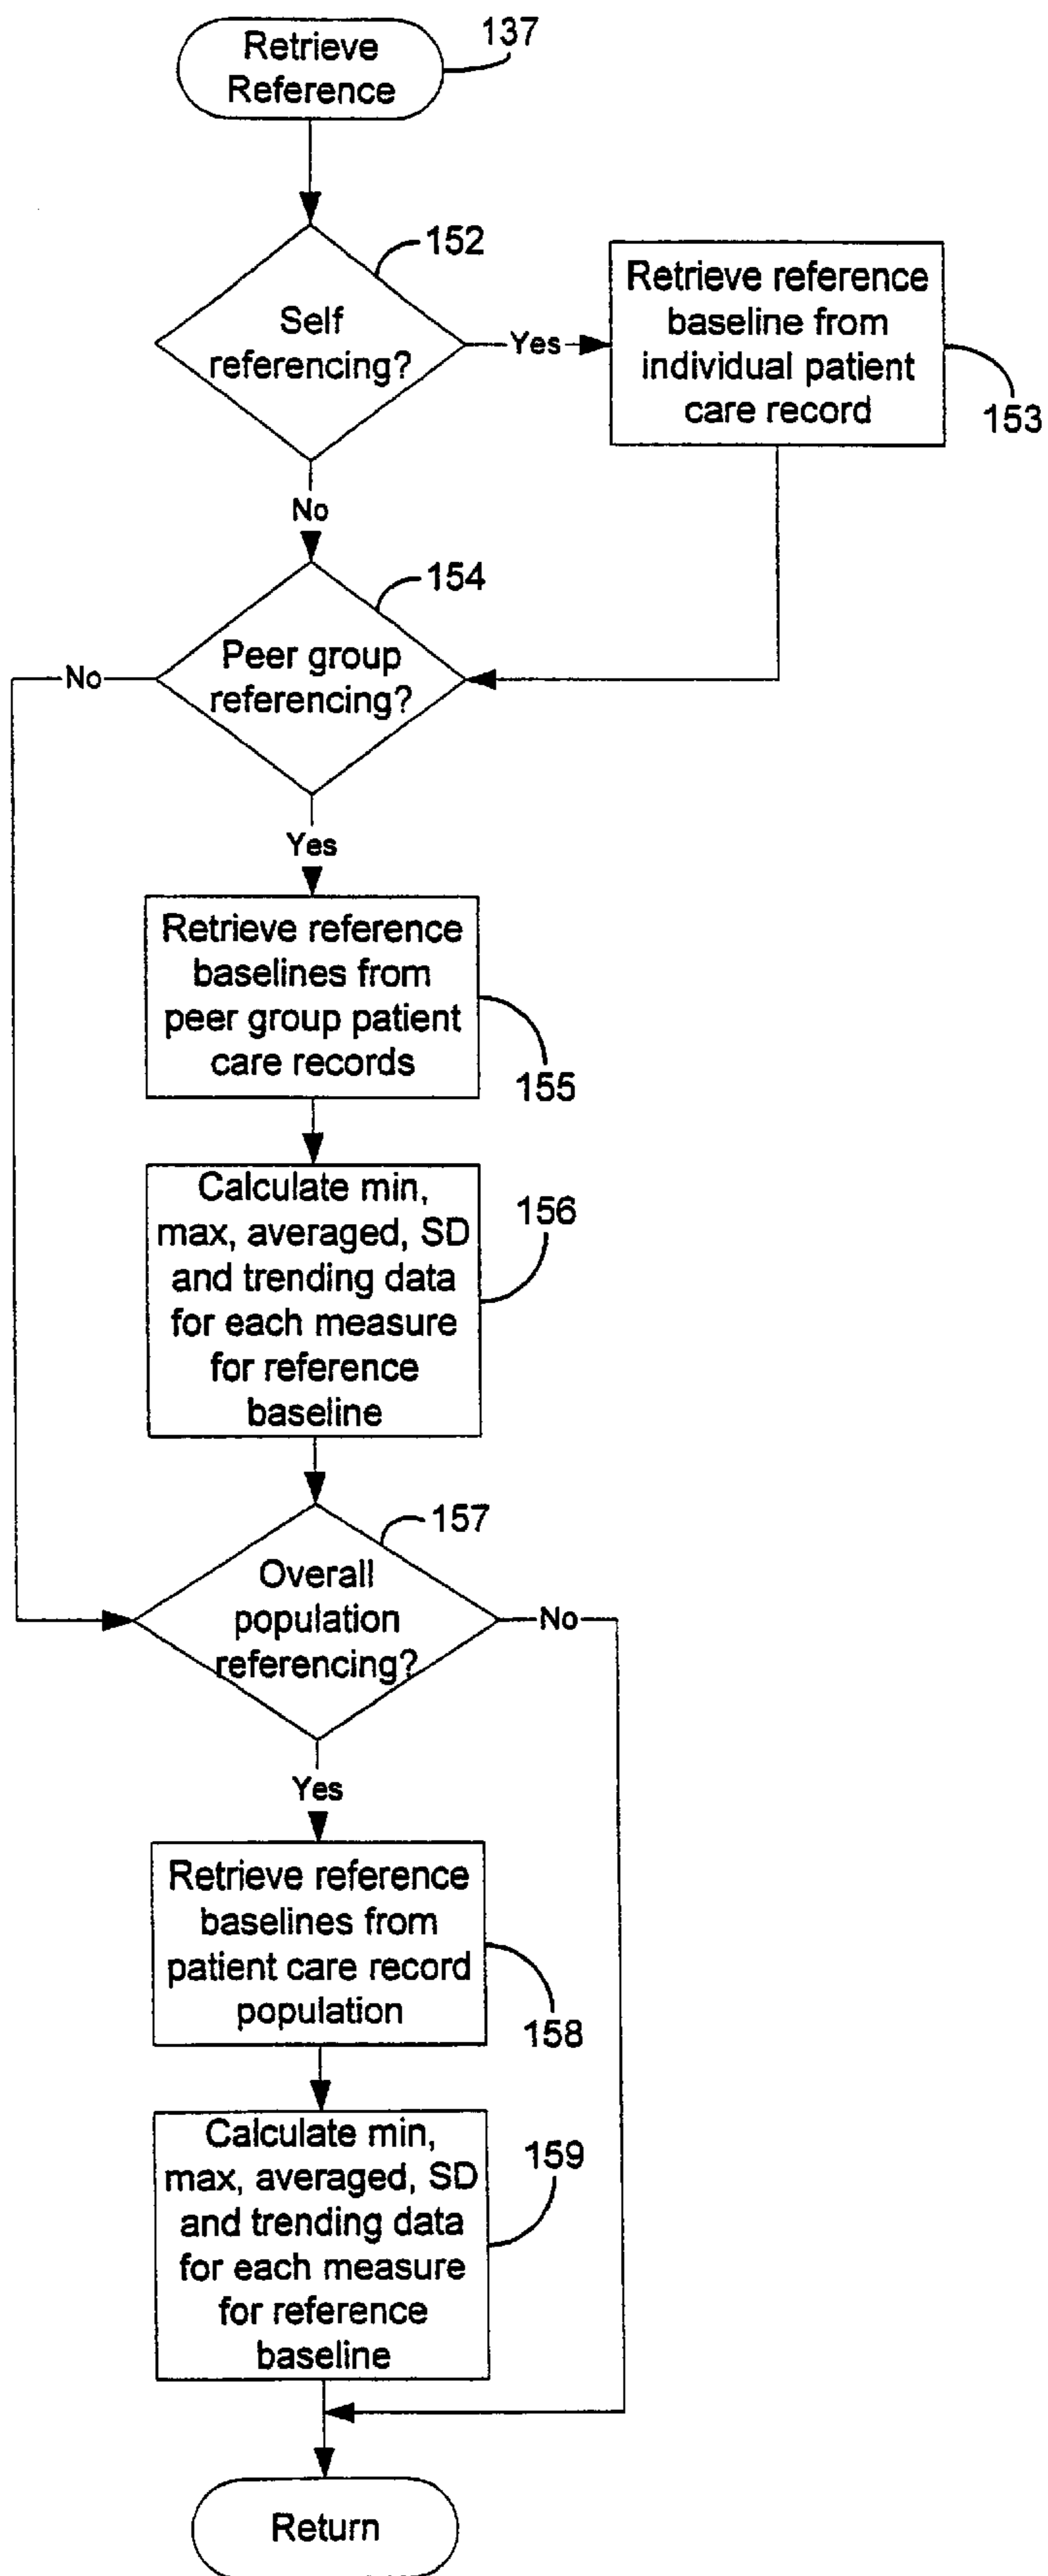 Retrieve
Reference
137
152
Self
referencing?
Yes
Retrieve reference
baseline from
individual patient
care record
153
No
154
Peer group
referencing?
No
Yes
Retrieve reference
baselines from
peer group patient
care records
155
Calculate min,
max, averaged, SD
and trending data
for each measure
for reference
baseline
156
157
Overall
population
referencing?
No
Yes
Retrieve reference
baselines from
patient care record
population
158
Calculate min,
max, averaged, SD
and trending data
for each measure
for reference
baseline
159
Return